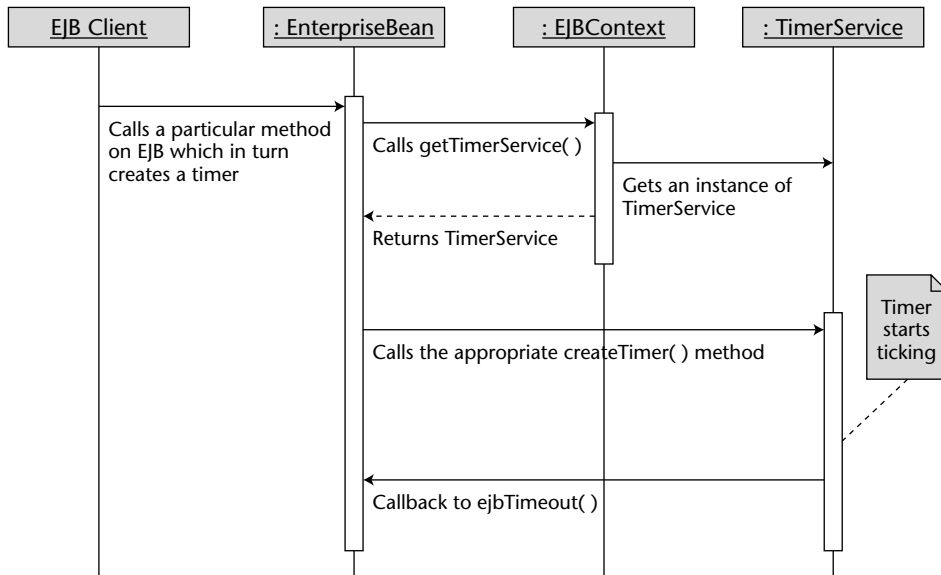 EJB Client
: EnterpriseBean
: EJBContext
: TimerService
Calls a particular method
on EJB which in turn
creates a timer
Calls getTimerService( )
Gets an instance of
TimerService
Returns TimerService
Timer
starts
ticking
Calls the appropriate createTimer( ) method
Callback to ejbTimeout( )